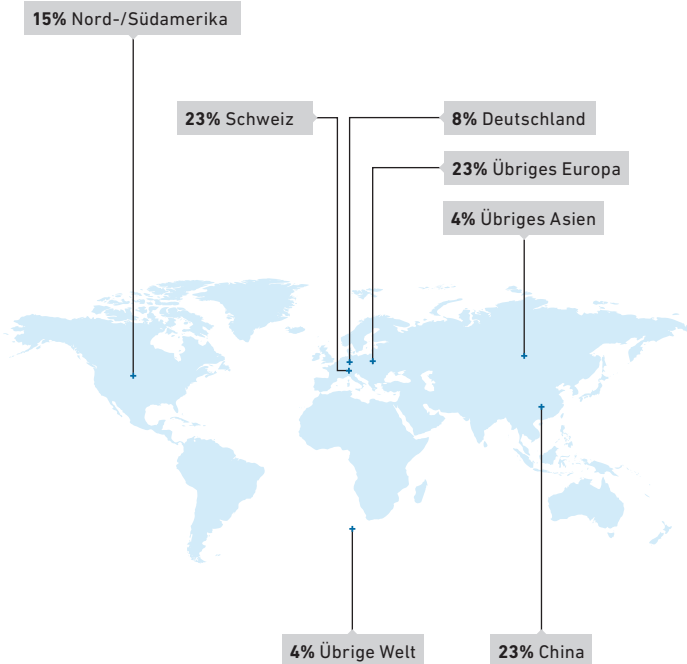 15% Nord-/Südamerika
23% Schweiz
8% Deutschland
23% Übriges Europa
4% Übriges Asien
4% Übrige Welt
23% China